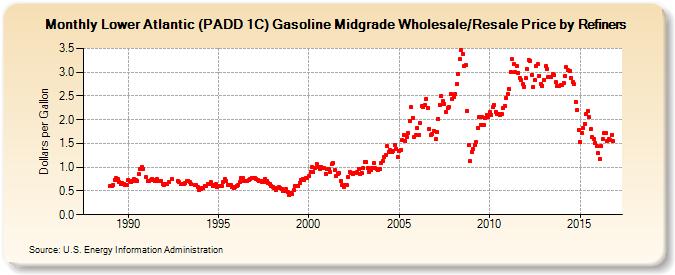 Monthly Lower Atlantic (PADD 1C) Gasoline Midgrade Wholesale/Resale Price by Refiners
Dollars per Gallon
3.5
3.0
2.5
2.0
1.5
1.0
0.5
0.0
1990 1995 2000 2005 2010 2015
Source: U.S. Energy Information Administration